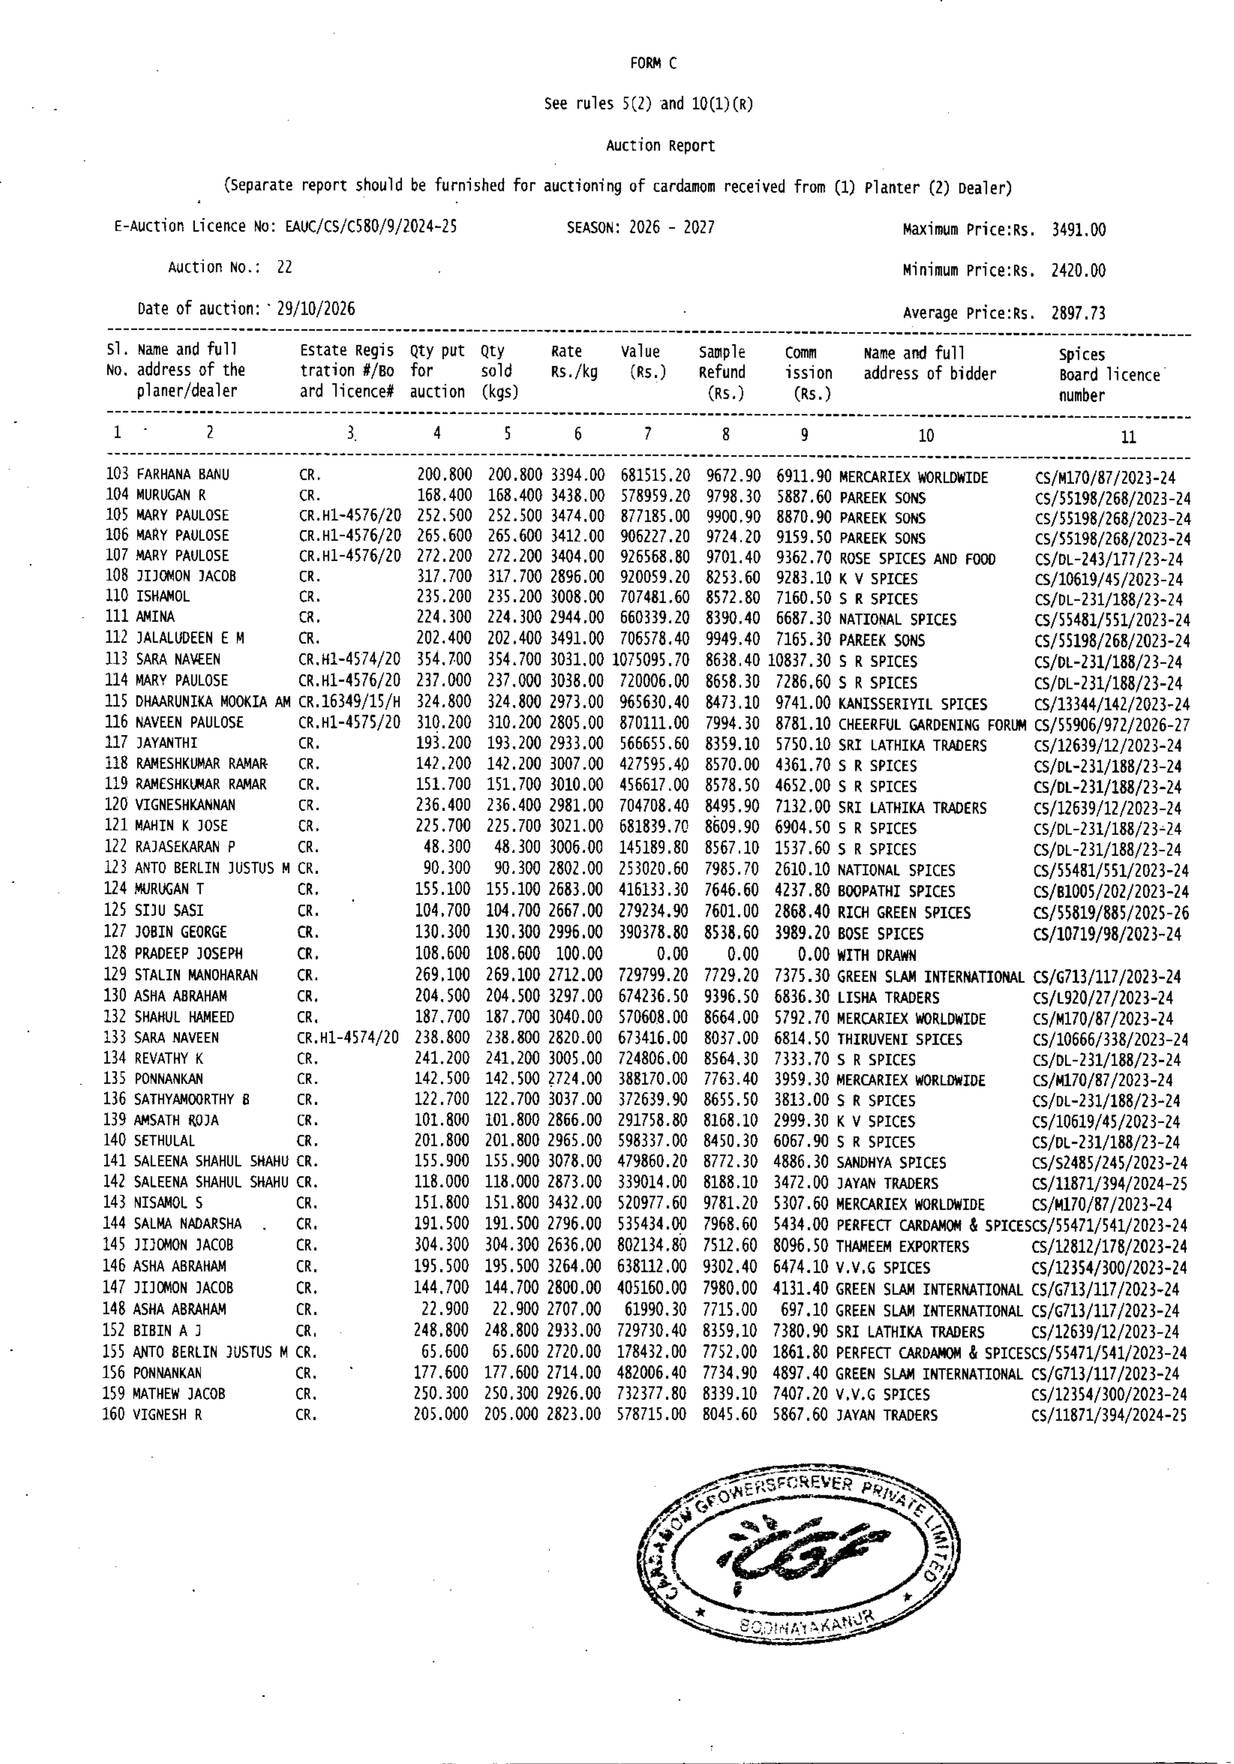 FORM C
See rules 5(2) and 10(1)(R)
Auction Report
(Separate report should be furnished for auctioning of cardamom received from (1) Planter (2) Dealer)
E-Auction Licence No: EAUC/CS/C580/9/2024-25 SEASON: 2026 - 2027 Maximum Price:Rs. 3491.00
Auction No.: 22 Minimum Price:Rs. 2420.00
Date of auction: 29/10/2026 Average Price:Rs. 2897.73
Sl. Name and full Estate Regis Qty put Qty Rate Value Sample Comm Name and full Spices
No. address of the tration #/Bo for sold Rs./kg (Rs.) Refund ission address of bidder Board licence
planer/dealer ard licence# auction (kgs) (Rs.) (Rs.) number
1 2 3 4 5 6 7 8 9 10 11
103 FARHANA BANU CR. 200.800 200.800 3394.00 681515.20 9672.90 6911.90 MERCARIEX WORLDWIDE CS/M170/87/2023-24
104 MURUGAN R CR. 168.400 168.400 3438.00 578959.20 9798.30 5887.60 PAREEK SONS CS/55198/268/2023-24
105 MARY PAULOSE CR.H1-4576/20 252.500 252.500 3474.00 877185.00 9900.90 8870.90 PAREEK SONS CS/55198/268/2023-24
106 MARY PAULOSE CR.H1-4576/20 265.600 265.600 3412.00 906227.20 9724.20 9159.50 PAREEK SONS CS/55198/268/2023-24
107 MARY PAULOSE CR.H1-4576/20 272.200 272.200 3404.00 926568.80 9701.40 9362.70 ROSE SPICES AND FOOD CS/DL-243/177/23-24
108 JIJOMON JACOB CR. 317.700 317.700 2896.00 920059.20 8253.60 9283.10 K V SPICES CS/10619/45/2023-24
110 ISHAMOL CR. 235.200 235.200 3008.00 707481.60 8572.80 7160.50 S R SPICES CS/DL-231/188/23-24
111 AMINA CR. 224.300 224.300 2944.00 660339.20 8390.40 6687.30 NATIONAL SPICES CS/55481/551/2023-24
112 JALALUDEEN E M CR. 202.400 202.400 3491.00 706578.40 9949.40 7165.30 PAREEK SONS CS/55198/268/2023-24
113 SARA NAVEEN CR.H1-4574/20 354.700 354.700 3031.00 1075095.70 8638.40 10837.30 S R SPICES CS/DL-231/188/23-24
114 MARY PAULOSE CR.H1-4576/20 237.000 237.000 3038.00 720006.00 8658.30 7286.60 S R SPICES CS/DL-231/188/23-24
115 DHAARUNIKA MOOKIA AM CR.16349/15/H 324.800 324.800 2973.00 965630.40 8473.10 9741.00 KANISSERIYIL SPICES CS/13344/142/2023-24
116 NAVEEN PAULOSE CR.H1-4575/20 310.200 310.200 2805.00 870111.00 7994.30 8781.10 CHEERFUL GARDENING FORUM CS/55906/972/2026-27
117 JAYANTHI CR. 193.200 193.200 2933.00 566655.60 8359.10 5750.10 SRI LATHIKA TRADERS CS/12639/12/2023-24
118 RAMESHKUMAR RAMAR CR. 142.200 142.200 3007.00 427595.40 8570.00 4361.70 S R SPICES CS/DL-231/188/23-24
119 RAMESHKUMAR RAMAR CR. 151.700 151.700 3010.00 456617.00 8578.50 4652.00 S R SPICES CS/DL-231/188/23-24
120 VIGNESHKANNAN CR. 236.400 236.400 2981.00 704708.40 8495.90 7132.00 SRI LATHIKA TRADERS CS/12639/12/2023-24
121 MAHIN K JOSE CR. 225.700 225.700 3021.00 681839.70 8609.90 6904.50 S R SPICES CS/DL-231/188/23-24
122 RAJASEKARAN P CR. 48.300 48.300 3006.00 145189.80 8567.10 1537.60 S R SPICES CS/DL-231/188/23-24
123 ANTO BERLIN JUSTUS M CR. 90.300 90.300 2802.00 253020.60 7985.70 2610.10 NATIONAL SPICES CS/55481/551/2023-24
124 MURUGAN T CR. 155.100 155.100 2683.00 416133.30 7646.60 4237.80 BOOPATHI SPICES CS/B1005/202/2023-24
125 SIJU SASI CR. 104.700 104.700 2667.00 279234.90 7601.00 2868.40 RICH GREEN SPICES CS/55819/885/2025-26
127 JOBIN GEORGE CR. 130.300 130.300 2996.00 390378.80 8538.60 3989.20 BOSE SPICES CS/10719/98/2023-24
128 PRADEEP JOSEPH CR. 108.600 108.600 100.00 0.00 0.00 0.00 WITH DRAWN
129 STALIN MANOHARAN CR. 269.100 269.100 2712.00 729799.20 7729.20 7375.30 GREEN SLAM INTERNATIONAL CS/G713/117/2023-24
130 ASHA ABRAHAM CR. 204.500 204.500 3297.00 674236.50 9396.50 6836.30 LISHA TRADERS CS/L920/27/2023-24
132 SHAHUL HAMEED CR. 187.700 187.700 3040.00 570608.00 8664.00 5792.70 MERCARIEX WORLDWIDE CS/M170/87/2023-24
133 SARA NAVEEN CR.H1-4574/20 238.800 238.800 2820.00 673416.00 8037.00 6814.50 THIRUVENI SPICES CS/10666/338/2023-24
134 REVATHY K CR. 241.200 241.200 3005.00 724806.00 8564.30 7333.70 S R SPICES CS/DL-231/188/23-24
135 PONNANKAN CR. 142.500 142.500 2724.00 388170.00 7763.40 3959.30 MERCARIEX WORLDWIDE CS/M170/87/2023-24
136 SATHYAMOORTHY B CR. 122.700 122.700 3037.00 372639.90 8655.50 3813.00 S R SPICES CS/DL-231/188/23-24
139 AMSATH ROJA CR. 101.800 101.800 2866.00 291758.80 8168.10 2999.30 K V SPICES CS/10619/45/2023-24
140 SETHULAL CR. 201.800 201.800 2965.00 598337.00 8450.30 6067.90 S R SPICES CS/DL-231/188/23-24
141 SALEENA SHAHUL SHAHU CR. 155.900 155.900 3078.00 479860.20 8772.30 4886.30 SANDHYA SPICES CS/S2485/245/2023-24
142 SALEENA SHAHUL SHAHU CR. 118.000 118.000 2873.00 339014.00 8188.10 3472.00 JAYAN TRADERS CS/11871/394/2024-25
143 NISAMOL S CR. 151.800 151.800 3432.00 520977.60 9781.20 5307.60 MERCARIEX WORLDWIDE CS/M170/87/2023-24
144 SALMA NADARSHA CR. 191.500 191.500 2796.00 535434.00 7968.60 5434.00 PERFECT CARDAMOM & SPICESCS/55471/541/2023-24
145 JIJOMON JACOB CR. 304.300 304.300 2636.00 802134.80 7512.60 8096.50 THAMEEM EXPORTERS CS/12812/178/2023-24
146 ASHA ABRAHAM CR. 195.500 195.500 3264.00 638112.00 9302.40 6474.10 V.V.G SPICES CS/12354/300/2023-24
147 JIJOMON JACOB CR. 144.700 144.700 2800.00 405160.00 7980.00 4131.40 GREEN SLAM INTERNATIONAL CS/G713/117/2023-24
148 ASHA ABRAHAM CR. 22.900 22.900 2707.00 61990.30 7715.00 697.10 GREEN SLAM INTERNATIONAL CS/G713/117/2023-24
152 BIBIN A J CR. 248.800 248.800 2933.00 729730.40 8359.10 7380.90 SRI LATHIKA TRADERS CS/12639/12/2023-24
155 ANTO BERLIN JUSTUS M CR. 65.600 65.600 2720.00 178432.00 7752.00 1861.80 PERFECT CARDAMOM & SPICESCS/55471/541/2023-24
156 PONNANKAN CR. 177.600 177.600 2714.00 482006.40 7734.90 4897.40 GREEN SLAM INTERNATIONAL CS/G713/117/2023-24
159 MATHEW JACOB CR. 250.300 250.300 2926.00 732377.80 8339.10 7407.20 V.V.G SPICES CS/12354/300/2023-24
160 VIGNESH R CR. 205.000 205.000 2823.00 578715.00 8045.60 5867.60 JAYAN TRADERS CS/11871/394/2024-25
CARDAMOM GROWERSFOREVER PRIVATE LIMITED
CGF
BODINAYAKANUR